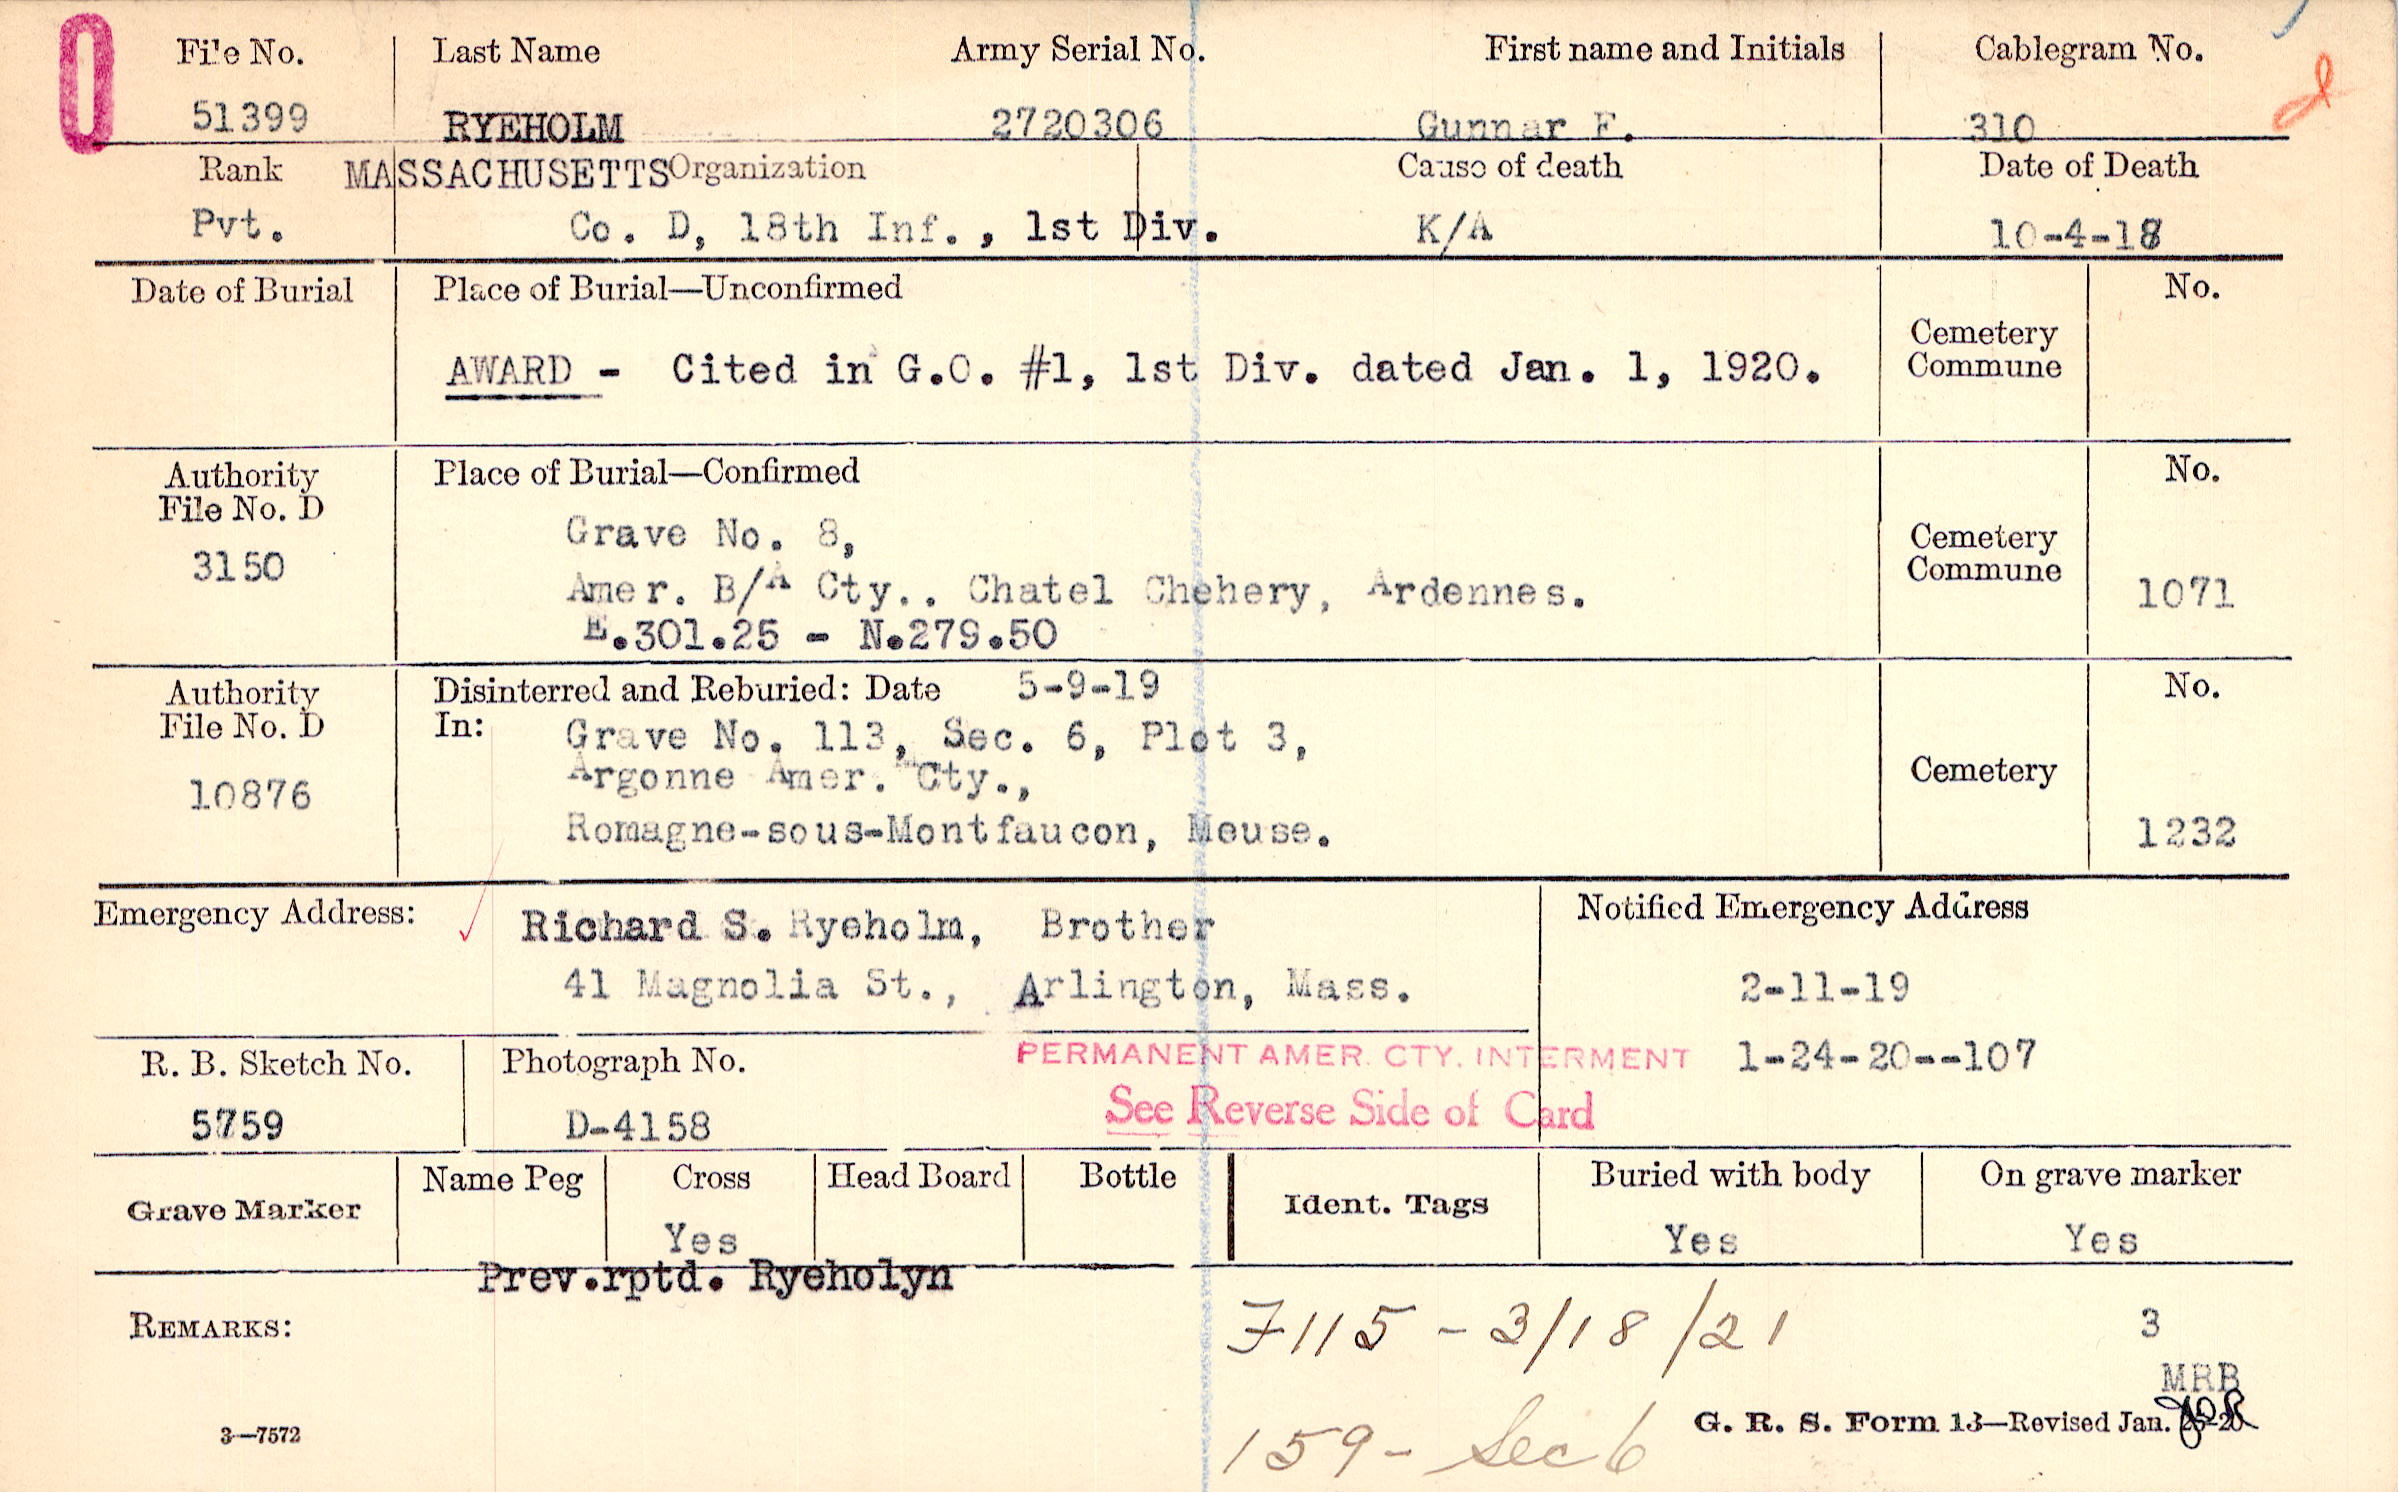 File No. Last Name Army Serial No. First name and Initials Cablegram No.
51399 RYEHOLM 2720306 Gunnar F. 310
Rank MASSACHUSETTS Organization Cause of death Date of Death
Pvt. Co. D, 18th Inf., 1st Div. K/A 10-4-18
Date of Burial Place of Burial—Unconfirmed No.
Cemetery
Commune
AWARD - Cited in G.O. #1, 1st Div. dated Jan. 1, 1920.
Authority Place of Burial—Confirmed No.
File No. D
3150
Grave No. 8,
Amer. B/A Cty.. Chatel Chehery, Ardennes.
E.301.25 - N.279.50
Cemetery
Commune
1071
Authority Disinterred and Reburied: Date 5-9-19 No.
File No. D In: Grave No. 113, Sec. 6, Plot 3,
Argonne Amer. Cty.,
10876 Cemetery
Romagne-sous-Montfaucon, Meuse. 1232
Emergency Address: Richard S. Ryeholm, Brother
41 Magnolia St., Arlington, Mass.
Notified Emergency Address
2-11-19
1-24-20--107
R. B. Sketch No. Photograph No.
5759 D-4158
PERMANENT AMER. CTY. INTERMENT
See Reverse Side of Card
Grave Marker Name Peg Cross Head Board Bottle Ident. Tags Buried with body On grave marker
Yes Yes Yes
Prev.rptd. Ryeholyn
REMARKS:
7115 - 3/18/21 3
MRB
159- Sec 6
3—7572 G. R. S. Form 13—Revised Jan.